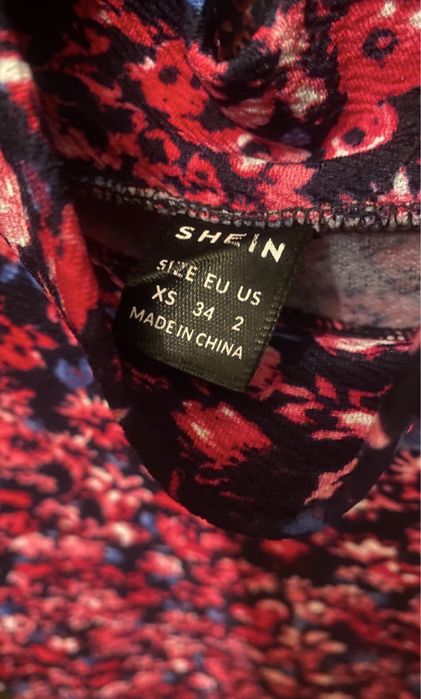 SHEIN
SIZE EU US
XS 34 2
MADE IN CHINA